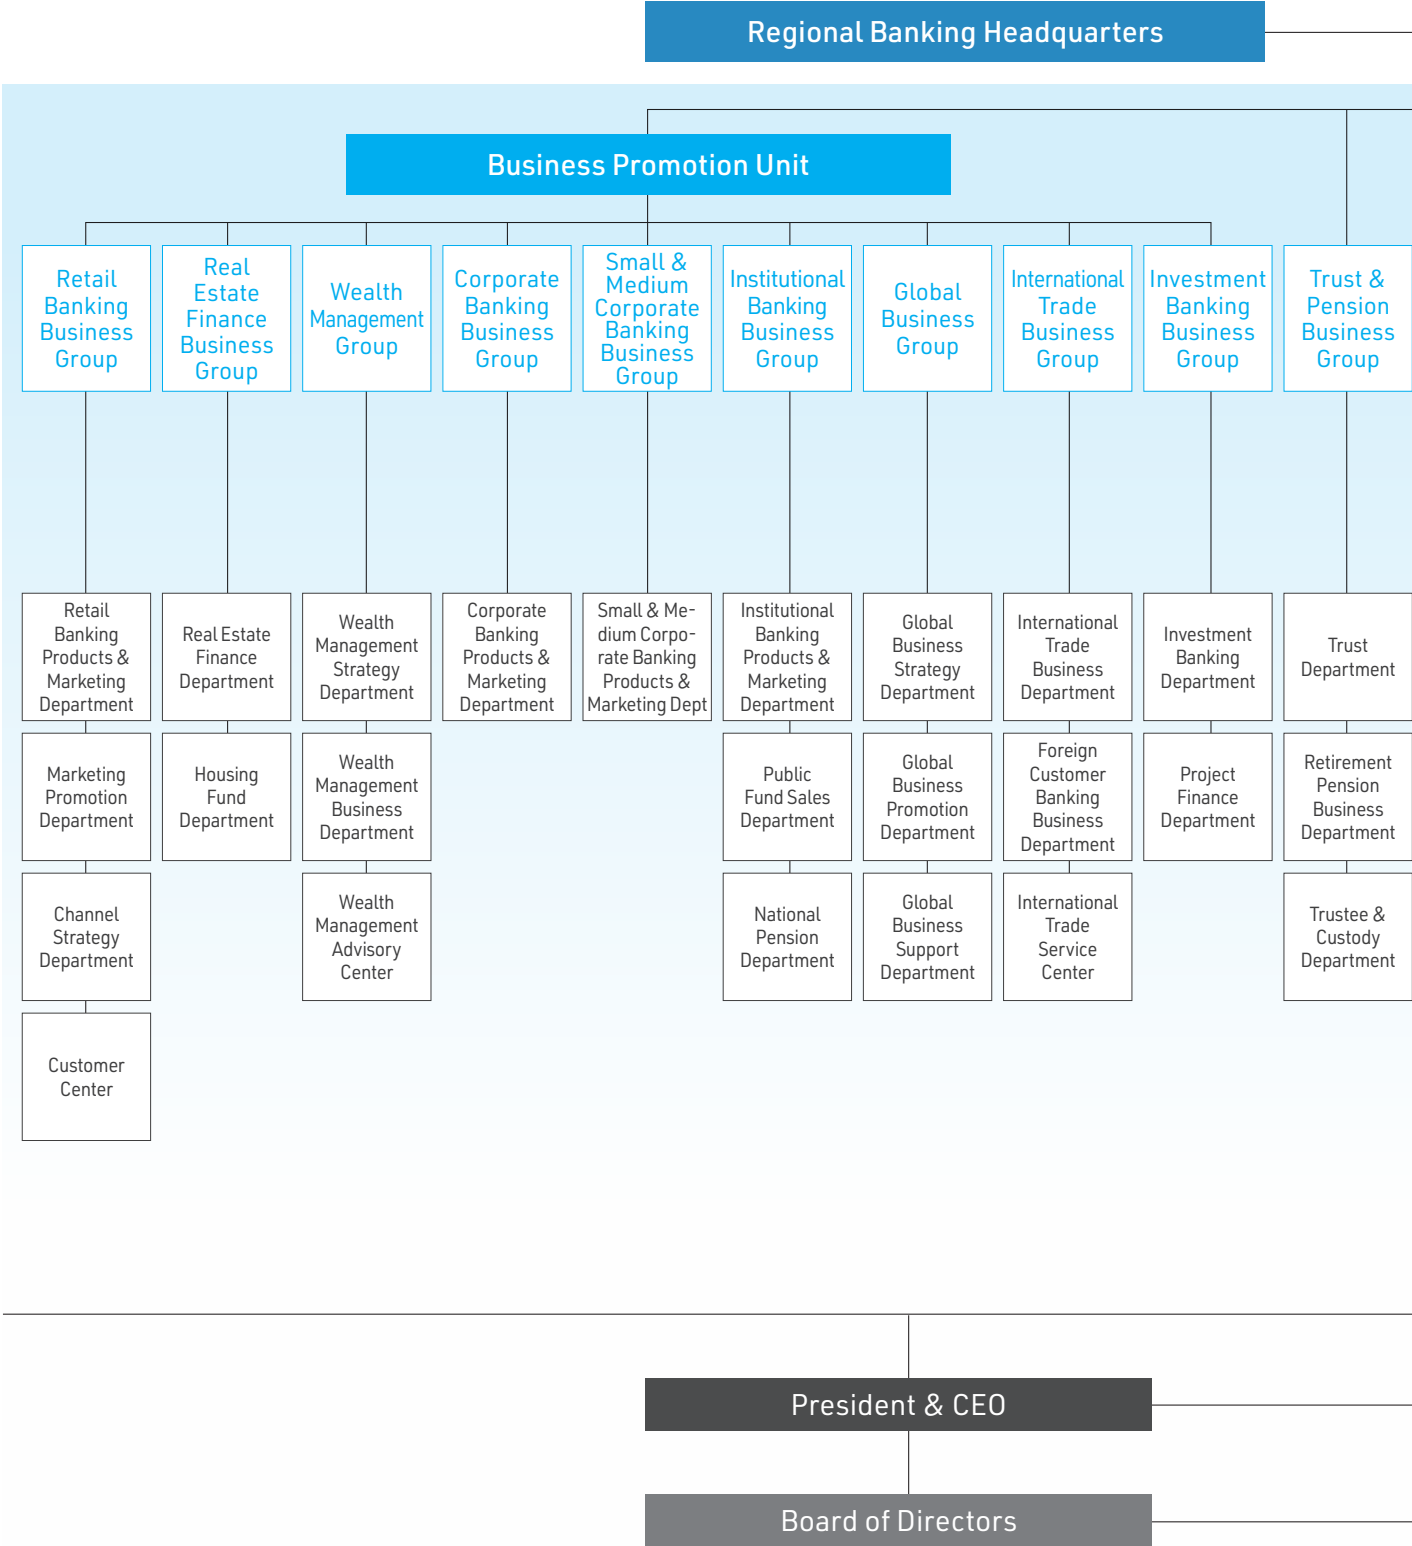 Regional Banking Headquarters
Business Promotion Unit
Retail
Banking
Business
Group
Real
Estate
Finance
Business
Group
Wealth
Management
Group
Corporate
Banking
Business
Group
Small &
Medium
Corporate
Banking
Business
Group
Institutional
Banking
Business
Group
Global
Business
Group
International
Trade
Business
Group
Investment
Banking
Business
Group
Trust &
Pension
Business
Group
Retail
Banking
Products &
Marketing
Department
Real Estate
Finance
Department
Wealth
Management
Strategy
Department
Corporate
Banking
Products &
Marketing
Department
Small & Me-
dium Corpo-
rate Banking
Products &
Marketing Dept
Institutional
Banking
Products &
Marketing
Department
Global
Business
Strategy
Department
International
Trade
Business
Department
Investment
Banking
Department
Trust
Department
Marketing
Promotion
Department
Housing
Fund
Department
Wealth
Management
Business
Department
Public
Fund Sales
Department
Global
Business
Promotion
Department
Foreign
Customer
Banking
Business
Department
Project
Finance
Department
Retirement
Pension
Business
Department
Channel
Strategy
Department
Wealth
Management
Advisory
Center
National
Pension
Department
Global
Business
Support
Department
International
Trade
Service
Center
Trustee &
Custody
Department
Customer
Center
President & CEO
Board of Directors